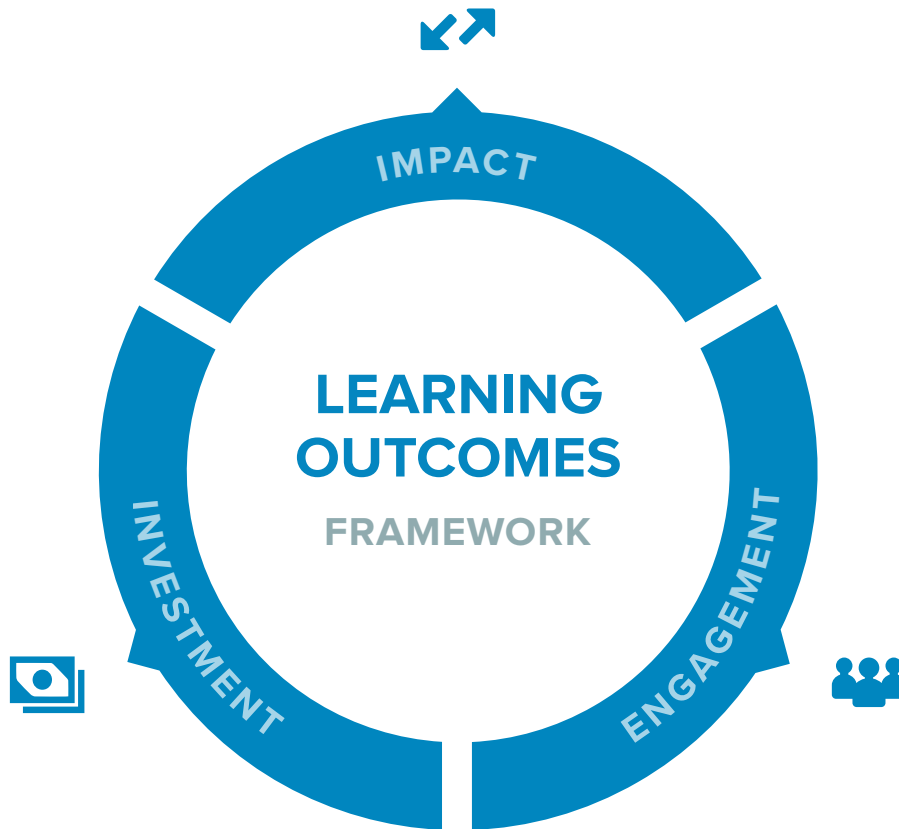 IMPACT
LEARNING
OUTCOMES
FRAMEWORK
INVESTMENT
ENGAGEMENT